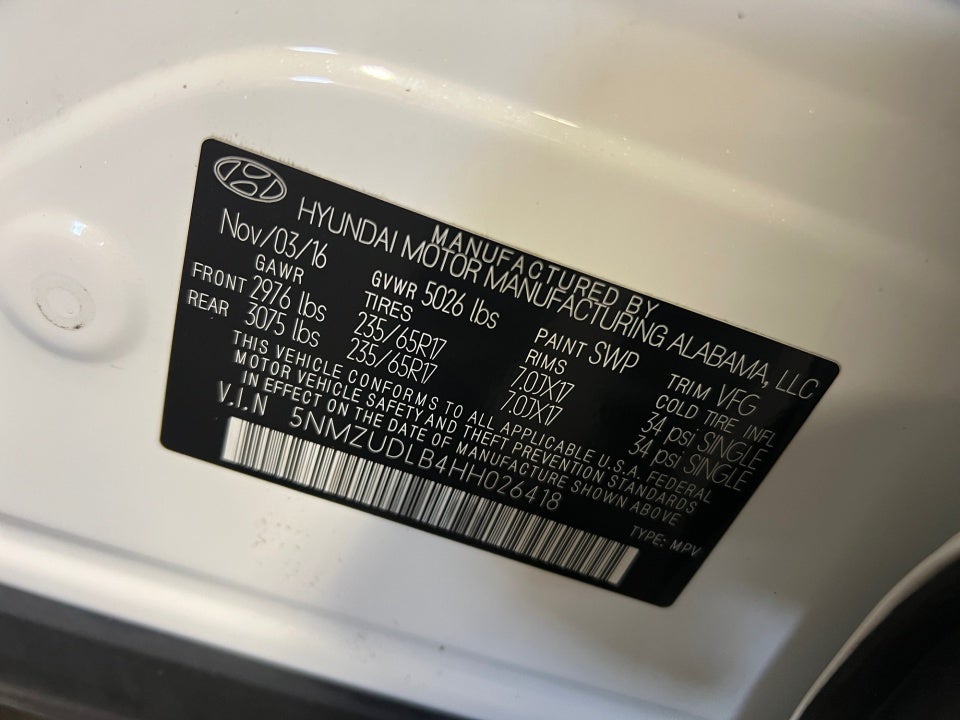 MANUFACTURED BY
HYUNDAI MOTOR MANUFACTURING ALABAMA, LLC
Nov/03/16 GVWR 5026 lbs PAINT SWP TRIM VFG
GAWR TIRES RIMS COLD TIRE INFL
FRONT 2976 lbs 235/65R17 7.0JX17 34 psi SINGLE
REAR 3075 lbs 235/65R17 7.0JX17 34 psi SINGLE
THIS VEHICLE CONFORMS TO ALL APPLICABLE U.S.A. FEDERAL
MOTOR VEHICLE SAFETY AND THEFT PREVENTION STANDARDS
IN EFFECT ON THE DATE OF MANUFACTURE SHOWN ABOVE
V.I.N 5NMZUDLB4HH026418 TYPE: MPV